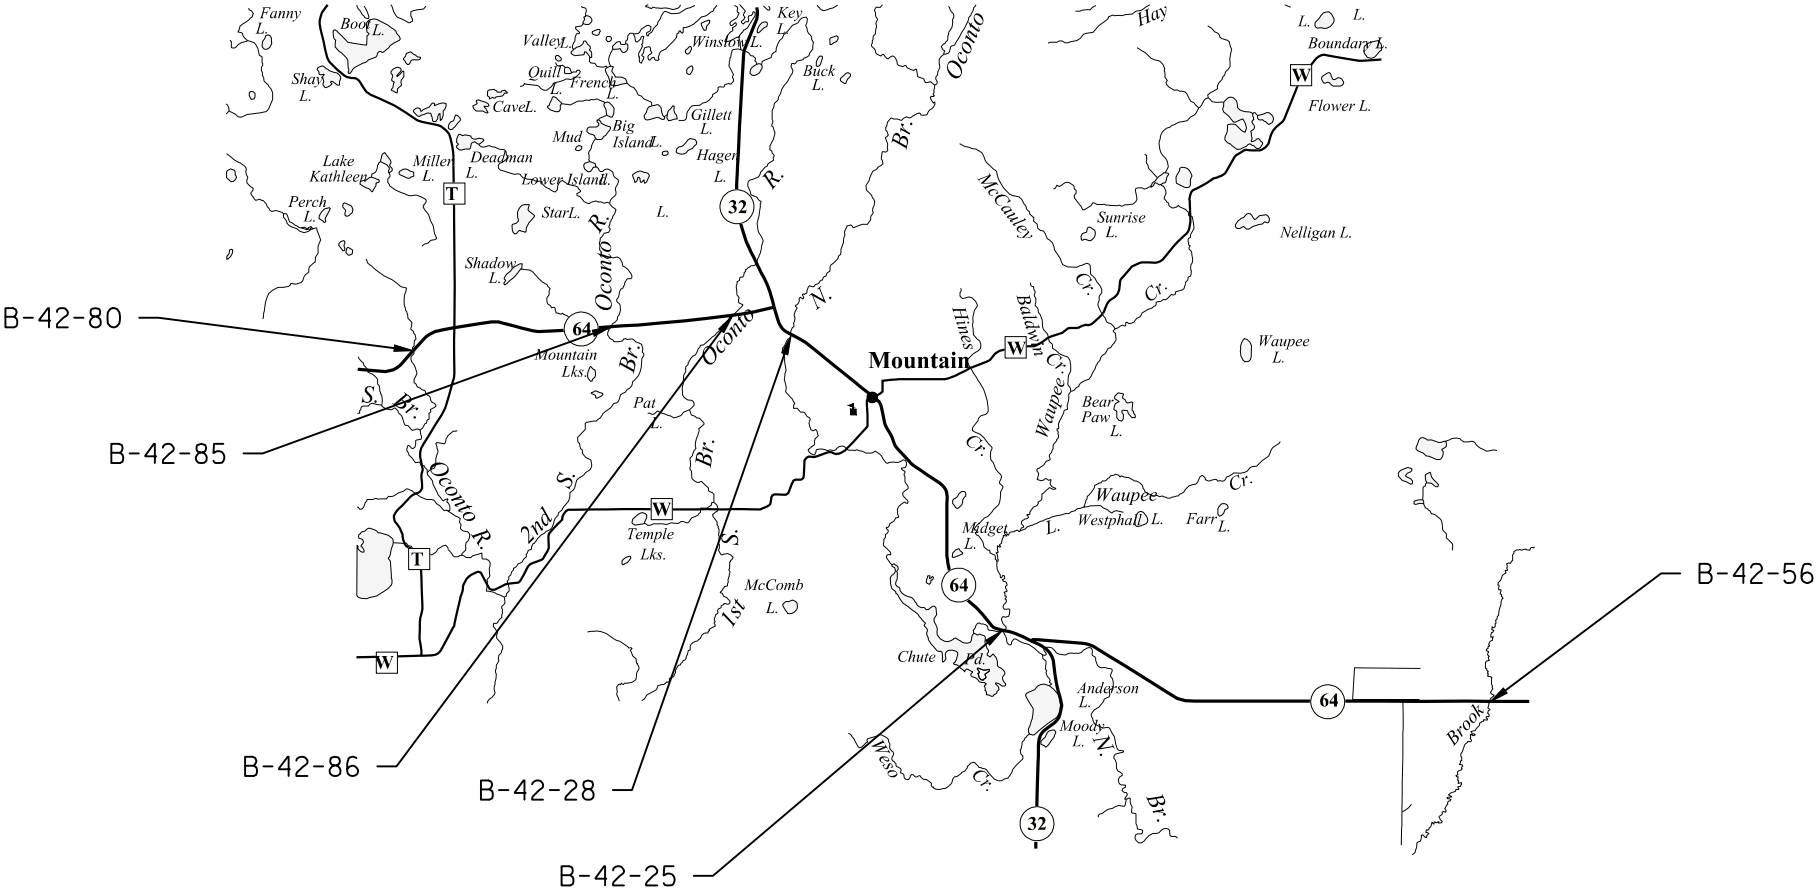 Fanny
L.
Boot
L.
Key
L.
Hay
L.
L.
Valley
L.
Winstow
L.
Oconto
Boundary L.
Shay
L.
Quill
L.
French
L.
Buck
L.
W
Cave
L.
Flower L.
Gillett
L.
Mud
Big
Island
L.
Br.
Lake
Kathleen
Miller
L.
Deadman
L.
Hagen
L.
Lower Island
L.
T
R.
McCauley
Perch
L.
Star
L.
R.
L.
32
Sunrise
L.
Nelligan L.
Shadow
L.
Oconto
Cr.
Cr.
N.
B-42-80
64
Oconto
Hines
Baldwin
Cr.
Mountain
Lks.
Br.
Mountain
W
Waupee
L.
S.
Br.
Pat
L.
Waupee
Bear
Paw
L.
B-42-85
Br.
Cr.
Oconto
R.
S.
2nd
Cr.
Waupee
W
Temple
Lks.
S.
Midget
L.
L.
Westphall
L.
Farr
L.
T
McComb
L.
1st
64
B-42-56
W
Chute
Pd.
Anderson
L.
64
Brook
Moody
L.
N.
Weso
Cr.
B-42-86
B-42-28
Br.
32
B-42-25